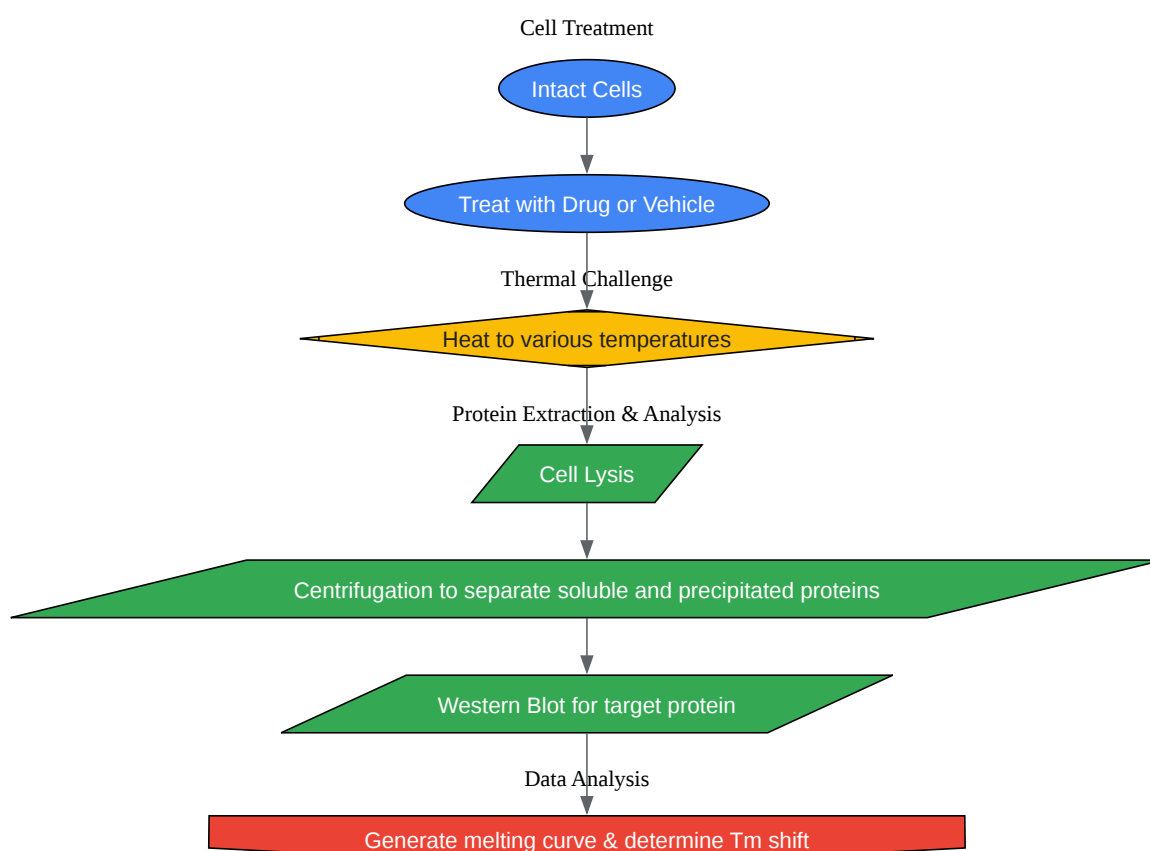 Cell Treatment
Intact Cells
Treat with Drug or Vehicle
Thermal Challenge
Heat to various temperatures
Protein Extraction & Analysis
Cell Lysis
Centrifugation to separate soluble and precipitated proteins
Western Blot for target protein
Data Analysis
Generate melting curve & determine Tm shift